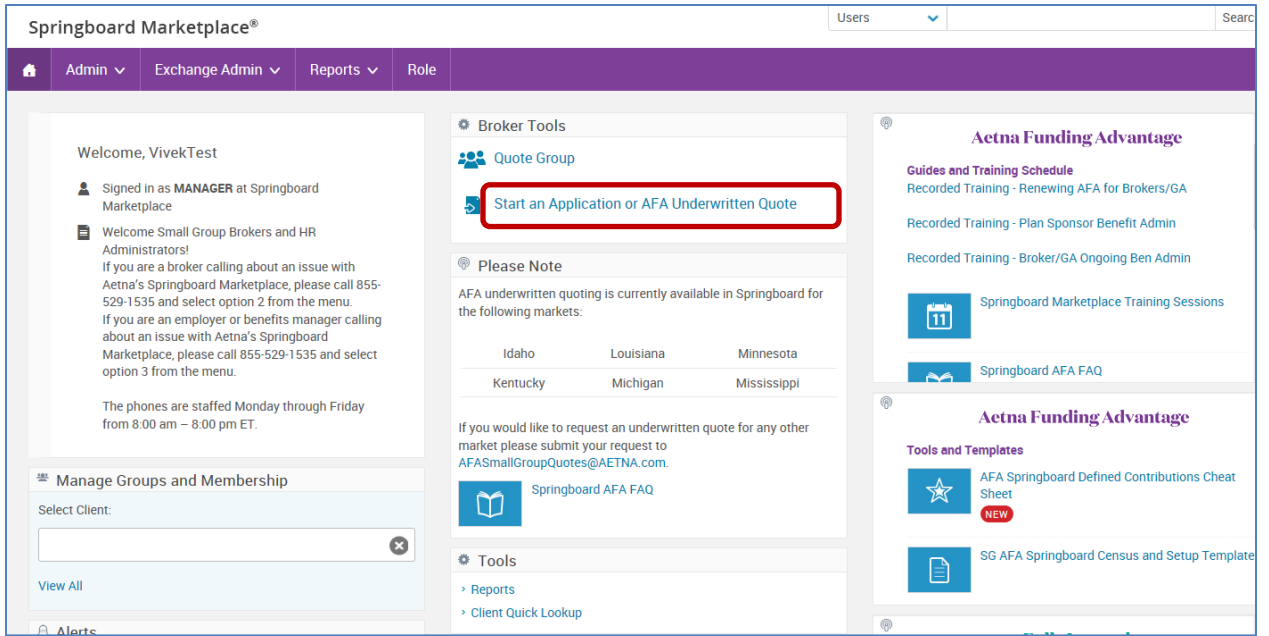 Springboard Marketplace®
Users
Searc
Admin
Exchange Admin
Reports
Role
Welcome, VivekTest
Signed in as MANAGER at Springboard
Marketplace
Welcome Small Group Brokers and HR
Administrators!
If you are a broker calling about an issue with
Aetna's Springboard Marketplace, please call 855-
529-1535 and select option 2 from the menu.
If you are an employer or benefits manager calling
about an issue with Aetna's Springboard
Marketplace, please call 855-529-1535 and select
option 3 from the menu.
The phones are staffed Monday through Friday
from 8:00 am – 8:00 pm ET.
Manage Groups and Membership
Select Client:
View All
Alerts
Broker Tools
Quote Group
Start an Application or AFA Underwritten Quote
Please Note
AFA underwritten quoting is currently available in Springboard for
the following markets:
Idaho Louisiana Minnesota
Kentucky Michigan Mississippi
If you would like to request an underwritten quote for any other
market please submit your request to
AFASmallGroupQuotes@AETNA.com.
Springboard AFA FAQ
Tools
Reports
Client Quick Lookup
Aetna Funding Advantage
Guides and Training Schedule
Recorded Training - Renewing AFA for Brokers/GA
Recorded Training - Plan Sponsor Benefit Admin
Recorded Training - Broker/GA Ongoing Ben Admin
11
Springboard Marketplace Training Sessions
Springboard AFA FAQ
Aetna Funding Advantage
Tools and Templates
AFA Springboard Defined Contributions Cheat
Sheet
NEW
SG AFA Springboard Census and Setup Template